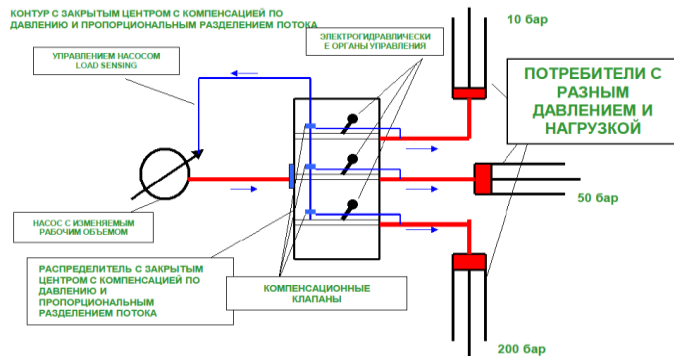 КОНТУР С ЗАКРЫТЫМ ЦЕНТРОМ С КОМПЕНСАЦИЕЙ ПО
ДАВЛЕНИЮ И ПРОПОРЦИОНАЛЬНЫМ РАЗДЕЛЕНИЕМ ПОТОКА
УПРАВЛЕНИЕМ НАСОСОМ
LOAD SENSING
ЭЛЕКТРОГИДРАВЛИЧЕСКИ
Е ОРГАНЫ УПРАВЛЕНИЯ
10 бар
ПОТРЕБИТЕЛИ С
РАЗНЫМ
ДАВЛЕНИЕМ И
НАГРУЗКОЙ
50 бар
НАСОС С ИЗМЕНЯЕМЫМ
РАБОЧИМ ОБЪЕМОМ
РАСПРЕДЕЛИТЕЛЬ С ЗАКРЫТЫМ
ЦЕНТРОМ С КОМПЕНСАЦИЕЙ ПО
ДАВЛЕНИЮ И
ПРОПОРЦИОНАЛЬНЫМ
РАЗДЕЛЕНИЕМ ПОТОКА
КОМПЕНСАЦИОННЫЕ
КЛАПАНЫ
200 бар